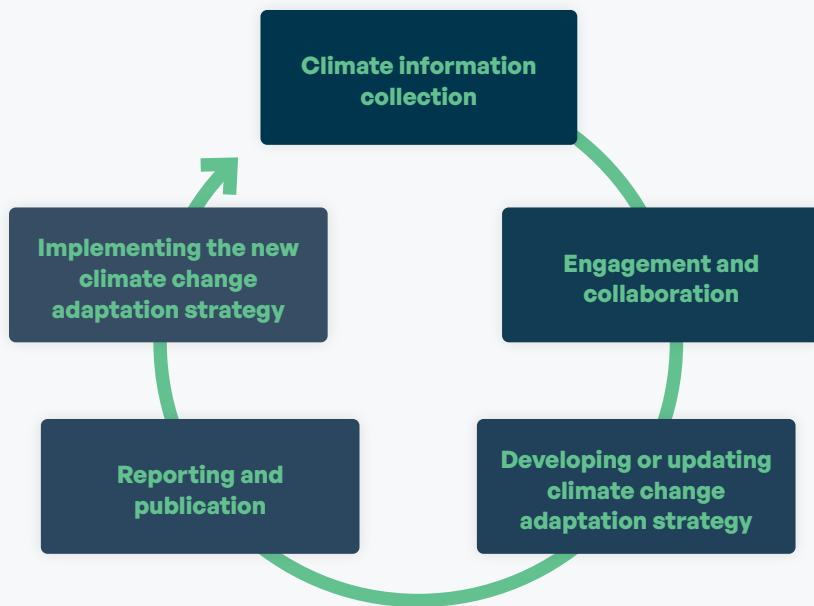 Climate information
collection
Engagement and
collaboration
Developing or updating
climate change
adaptation strategy
Reporting and
publication
Implementing the new
climate change
adaptation strategy